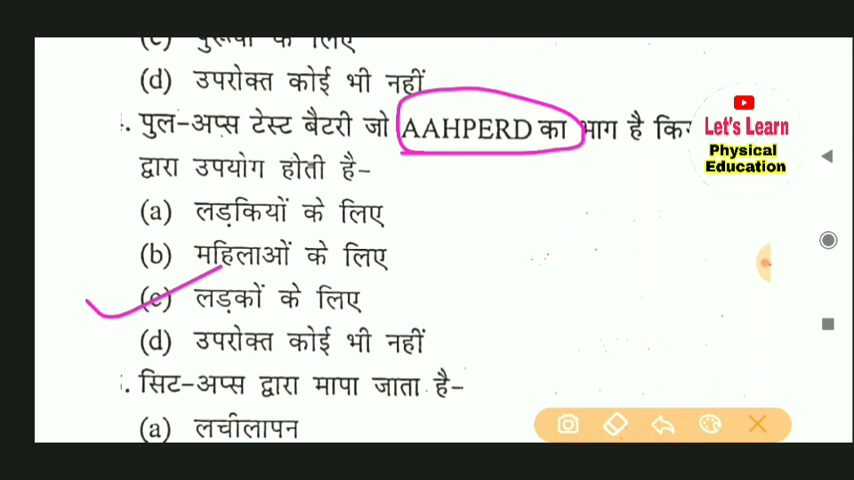 (c) पुरूषों के लिए
(d) उपरोक्त कोई भी नहीं
. पुल-अप्स टेस्ट बैटरी जो AAHPERD का भाग है
द्वारा उपयोग होती है-
(a) लड़कियों के लिए
(b) महिलाओं के लिए
(c) लड़कों के लिए
(d) उपरोक्त कोई भी नहीं
. सिट-अप्स द्वारा मापा जाता है-
(a) लचीलापन
Let's Learn
Physical
Education